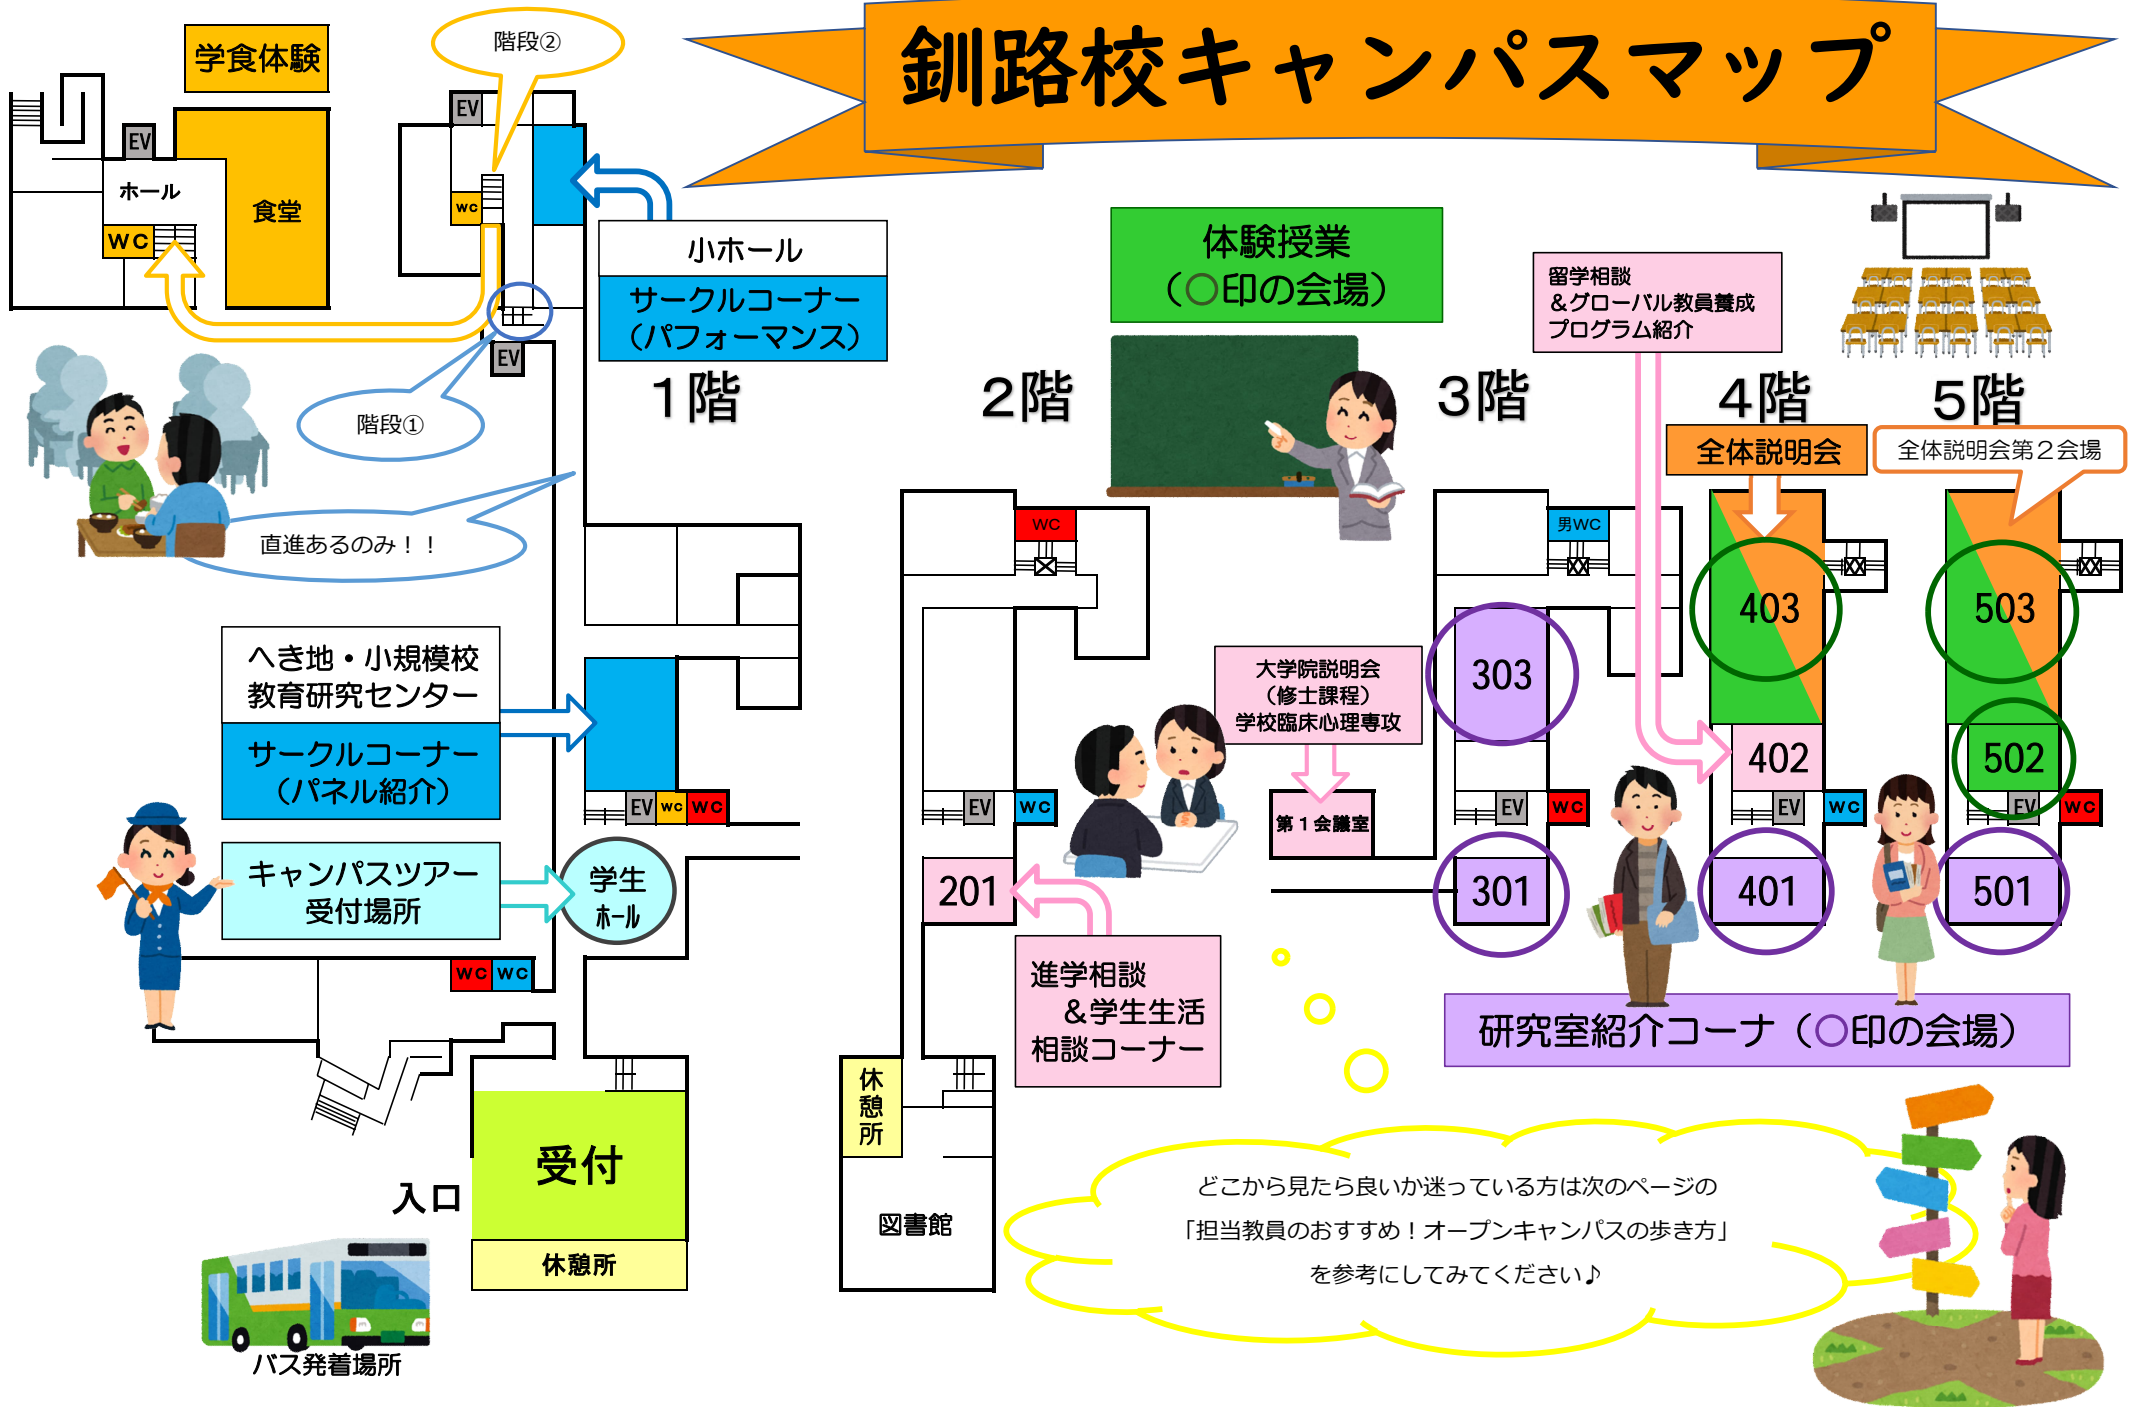 釧路校キャンパスマップ
学食体験
階段②
EV
EV
ホール
食堂
WC
WC
小ホール
サークルコーナー
（パフォーマンス）
EV
階段①
直進あるのみ！！
1階
2階
3階
4階
5階
体験授業
（○印の会場）
留学相談
＆グローバル教員養成
プログラム紹介
全体説明会
全体説明会第２会場
WC
男WC
403
503
303
大学院説明会
（修士課程）
学校臨床心理専攻
402
502
へき地・小規模校
教育研究センター
サークルコーナー
（パネル紹介）
EV
WC
WC
EV
WC
第１会議室
EV
WC
EV
WC
EV
WC
キャンパスツアー
受付場所
学生
ホール
201
301
401
501
WC
WC
進学相談
＆学生生活
相談コーナー
研究室紹介コーナ（○印の会場）
休憩所
受付
入口
休憩所
図書館
バス発着場所
どこから見たら良いか迷っている方は次のページの
「担当教員のおすすめ！オープンキャンパスの歩き方」
を参考にしてみてください♪